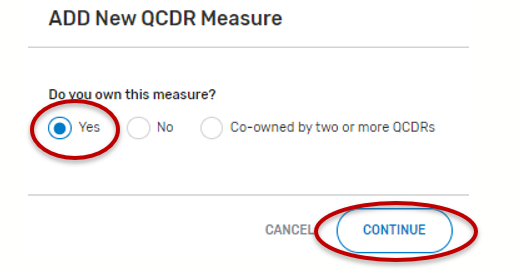 ADD New QCDR Measure
Do you own this measure?
Yes No Co-owned by two or more QCDRs
CANCEL CONTINUE